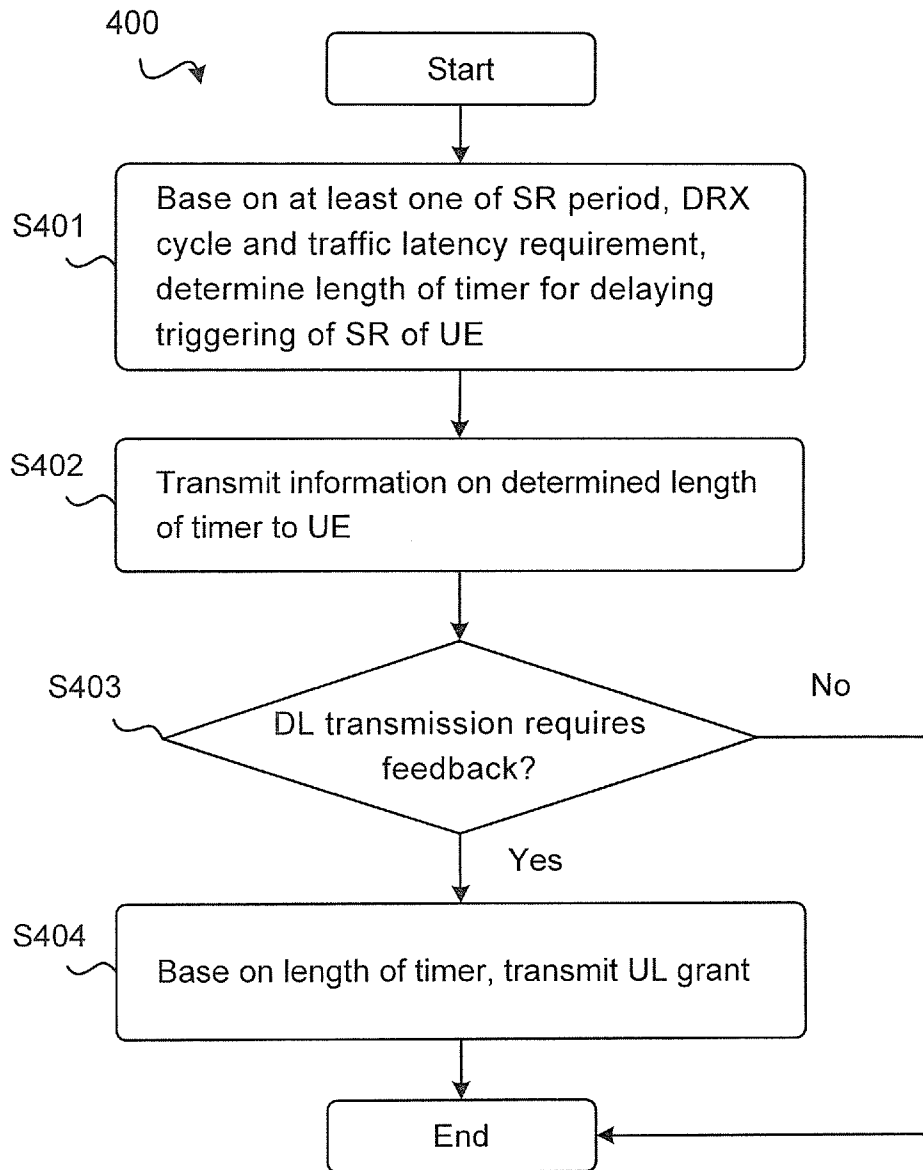 400
Start
S401
Base on at least one of SR period, DRX
cycle and traffic latency requirement,
determine length of timer for delaying
triggering of SR of UE
S402
Transmit information on determined length
of timer to UE
S403
DL transmission requires
feedback?
No
Yes
S404
Base on length of timer, transmit UL grant
End